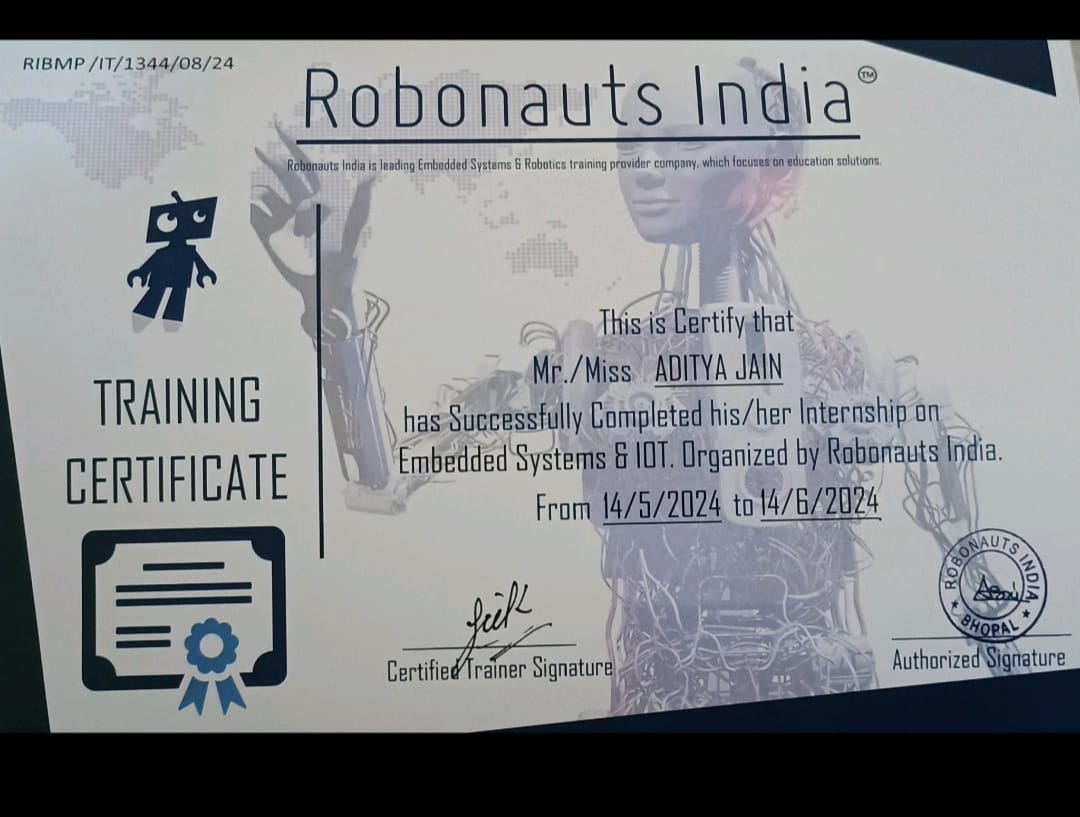 RIBMP/IT/1344/08/24
Robonauts India™
Robonauts India is leading Embedded Systems & Robotics training provider company, which focuses on education solutions.
TRAINING
CERTIFICATE
This is Certify that
Mr./Miss ADITYA JAIN
has Successfully Completed his/her Internship on
Embedded Systems & IOT. Organized by Robonauts India.
From 14/5/2024 to 14/6/2024
Certified Trainer Signature
ROBONAUTS INDIA
★ BHOPAL ★
Authorized Signature